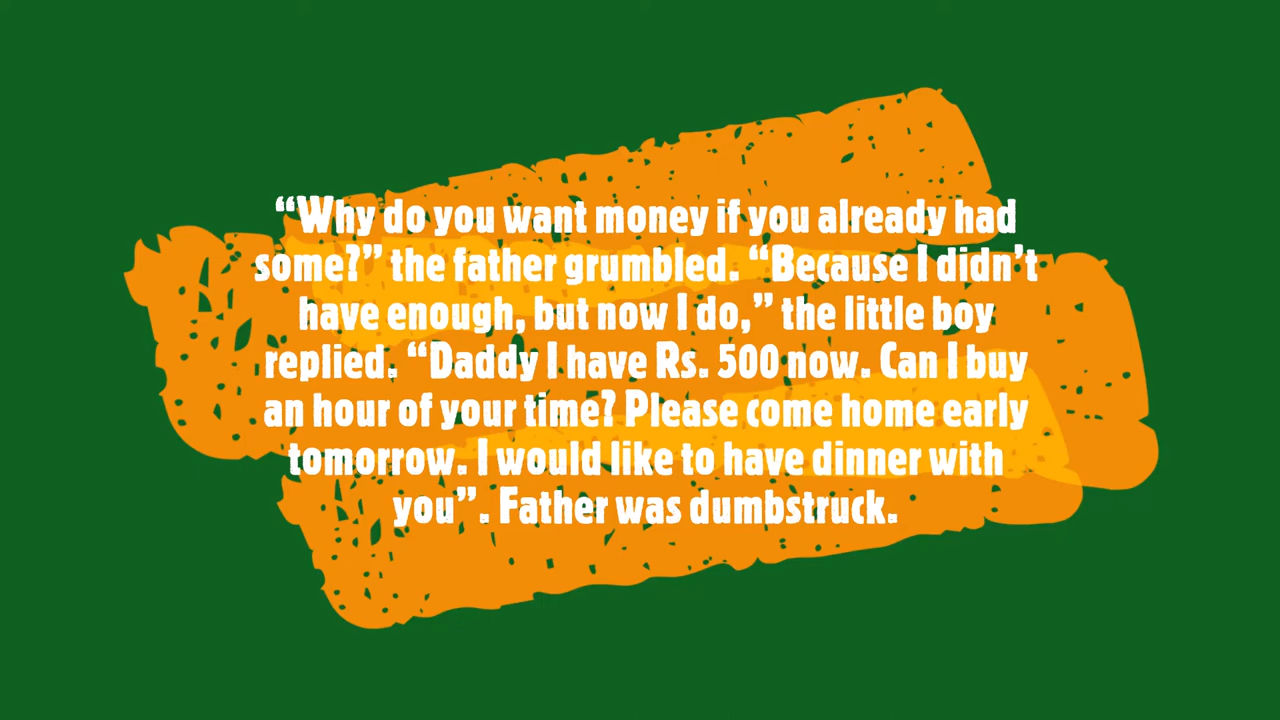 “Why do you want money if you already had
some?” the father grumbled. “Because I didn’t
have enough, but now I do,” the little boy
replied. “Daddy I have Rs. 500 now. Can I buy
an hour of your time? Please come home early
tomorrow. I would like to have dinner with
you”. Father was dumbstruck.